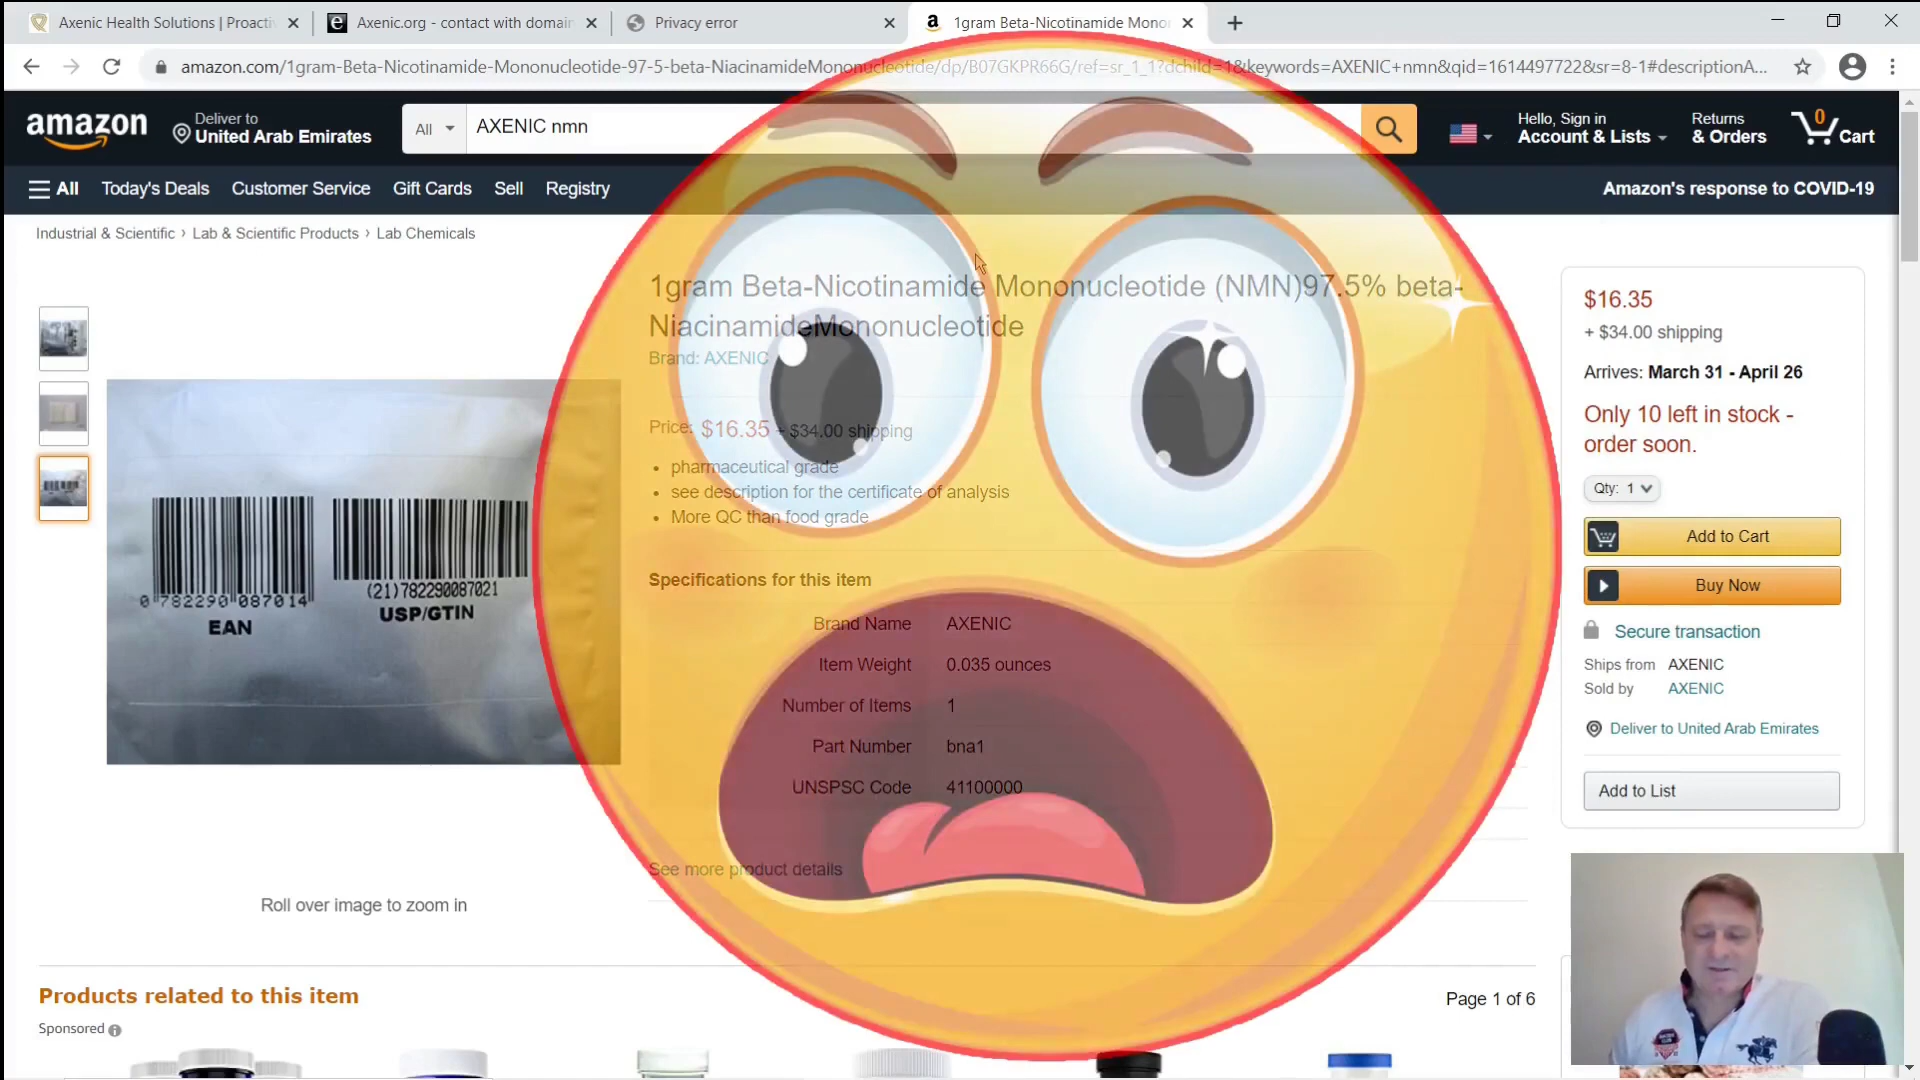 Axenic Health Solutions | Proacti
Axenic.org - contact with domain
Privacy error
1gram Beta-Nicotinamide Mono
amazon.com/1gram-Beta-Nicotinamide-Mononucleotide-97-5-beta-NiacinamideMononucleotide/dp/B07GKPR66G/ref=sr_1_1?dchild=1&keywords=AXENIC+nmn&qid=1614497722&sr=8-1#descriptionA...
amazon
Deliver to
United Arab Emirates
All
AXENIC nmn
Hello, Sign in
Account & Lists
Returns
& Orders
0
Cart
All
Today's Deals
Customer Service
Gift Cards
Sell
Registry
Amazon's response to COVID-19
Industrial & Scientific › Lab & Scientific Products › Lab Chemicals
1gram Beta-Nicotinamide Mononucleotide (NMN)97.5% beta-
NiacinamideMononucleotide
Brand: AXENIC
Price: $16.35 + $34.00 shipping
• pharmaceutical grade
• see description for the certificate of analysis
• More QC than food grade
Specifications for this item
Brand Name AXENIC
Item Weight 0.035 ounces
Number of Items 1
Part Number bna1
UNSPSC Code 41100000
See more product details
0 782290 087014
EAN
(21)782290087021
USP/GTIN
Roll over image to zoom in
$16.35
+ $34.00 shipping
Arrives: March 31 - April 26
Only 10 left in stock -
order soon.
Qty: 1
Add to Cart
Buy Now
Secure transaction
Ships from AXENIC
Sold by AXENIC
Deliver to United Arab Emirates
Add to List
Products related to this item
Page 1 of 6
Sponsored